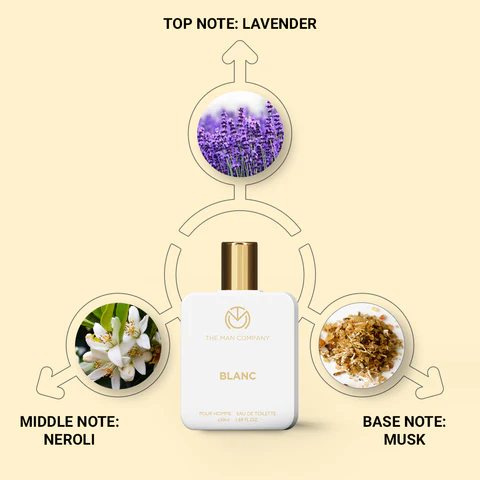 TOP NOTE: LAVENDER
THE MAN COMPANY
BLANC
POUR HOMME EAU DE TOILETTE
MIDDLE NOTE:
NEROLI
BASE NOTE:
MUSK